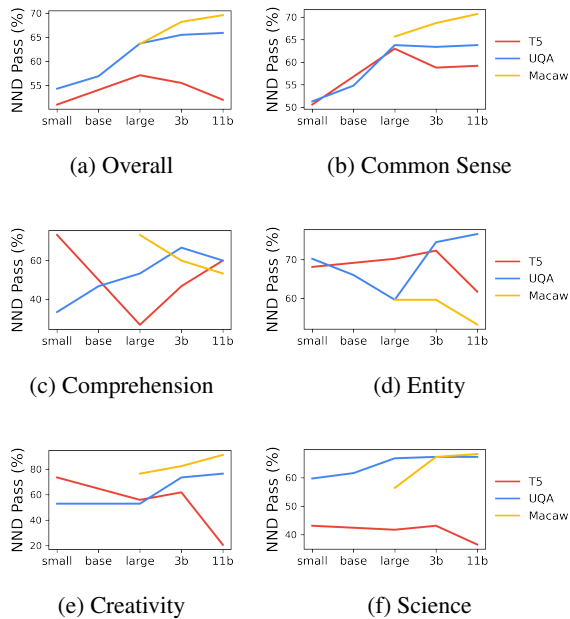 NND Pass (%)
70
65
60
55
small base large 3b 11b
(a) Overall
NND Pass (%)
70
65
60
55
50
small base large 3b 11b
T5
UQA
Macaw
(b) Common Sense
NND Pass (%)
60
40
small base large 3b 11b
(c) Comprehension
NND Pass (%)
70
60
small base large 3b 11b
T5
UQA
Macaw
(d) Entity
NND Pass (%)
80
60
40
20
small base large 3b 11b
(e) Creativity
NND Pass (%)
60
50
40
small base large 3b 11b
T5
UQA
Macaw
(f) Science